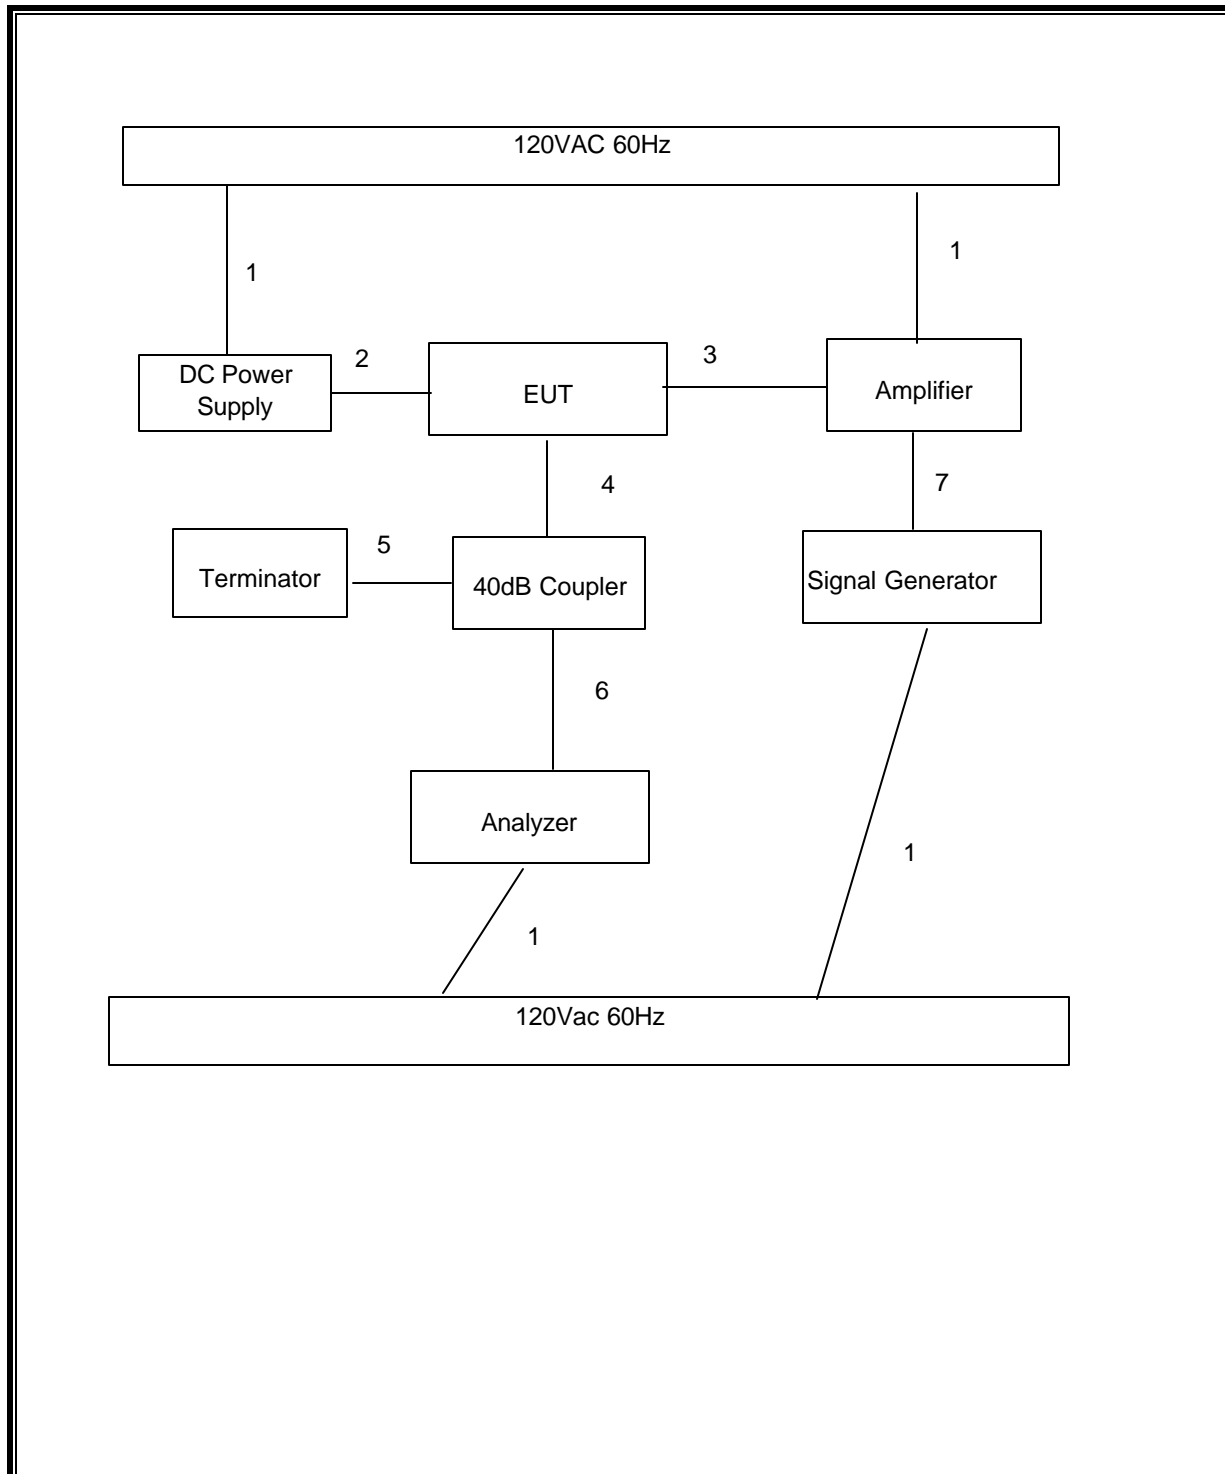 120VAC 60Hz
1
1
DC Power
Supply
2
EUT
3
Amplifier
4
7
Terminator
5
40dB Coupler
Signal Generator
6
Analyzer
1
1
120Vac 60Hz